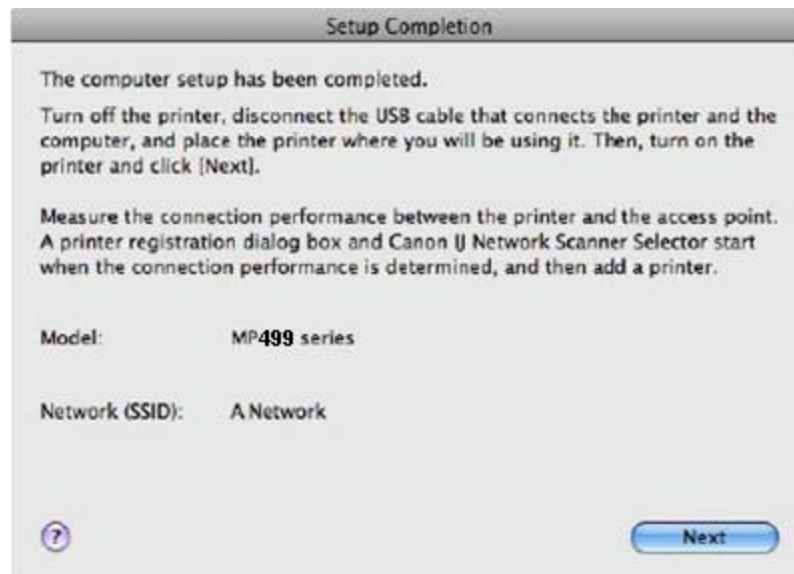 Setup Completion
The computer setup has been completed.
Turn off the printer, disconnect the USB cable that connects the printer and the
computer, and place the printer where you will be using it. Then, turn on the
printer and click [Next].
Measure the connection performance between the printer and the access point.
A printer registration dialog box and Canon IJ Network Scanner Selector start
when the connection performance is determined, and then add a printer.
Model: MP499 series
Network (SSID): A Network
? Next